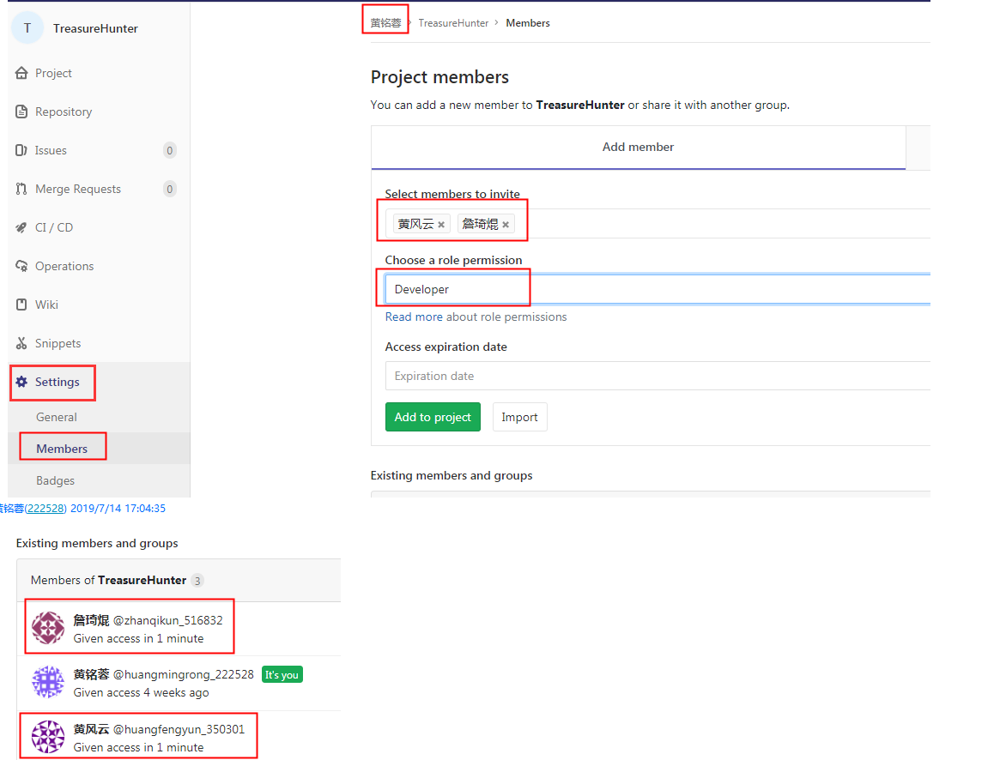 T TreasureHunter
Project
Repository
Issues 0
Merge Requests 0
CI / CD
Operations
Wiki
Snippets
Settings
General
Members
Badges
黄铭蓉 › TreasureHunter › Members
Project members
You can add a new member to TreasureHunter or share it with another group.
Add member
Select members to invite
黄风云 × 詹琦焜 ×
Choose a role permission
Developer
Read more about role permissions
Access expiration date
Expiration date
Add to project Import
Existing members and groups
黄铭蓉(222528) 2019/7/14 17:04:35
Existing members and groups
Members of TreasureHunter 3
詹琦焜 @zhanqikun_516832
Given access in 1 minute
黄铭蓉 @huangmingrong_222528 It's you
Given access 4 weeks ago
黄风云 @huangfengyun_350301
Given access in 1 minute